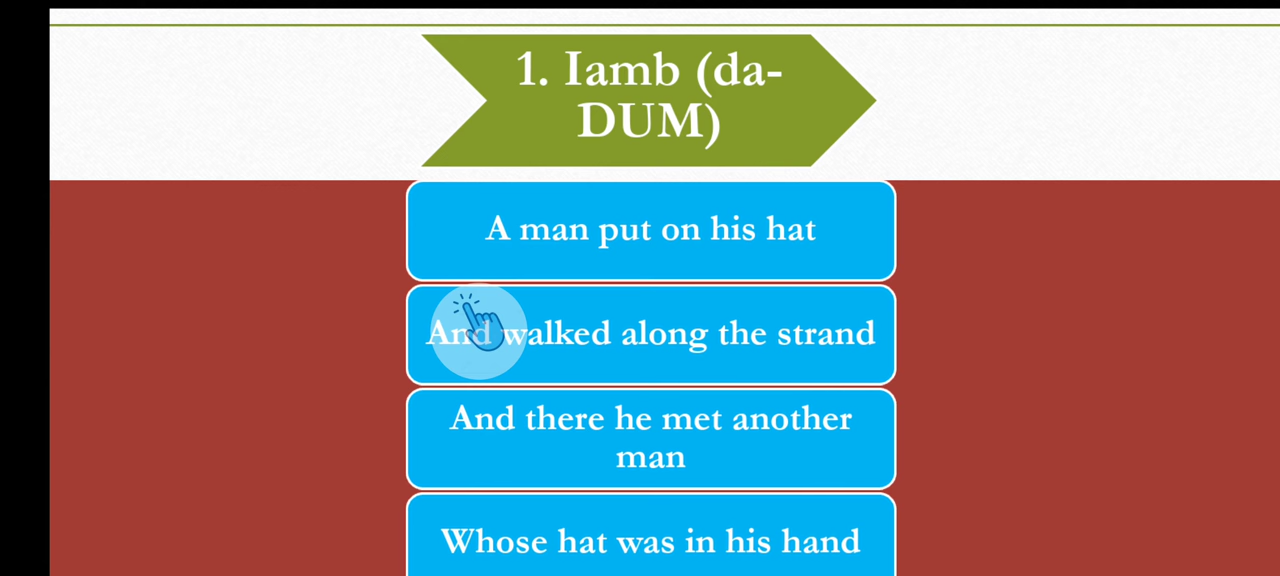 1. Iamb (da-
DUM)
A man put on his hat
And walked along the strand
And there he met another
man
Whose hat was in his hand